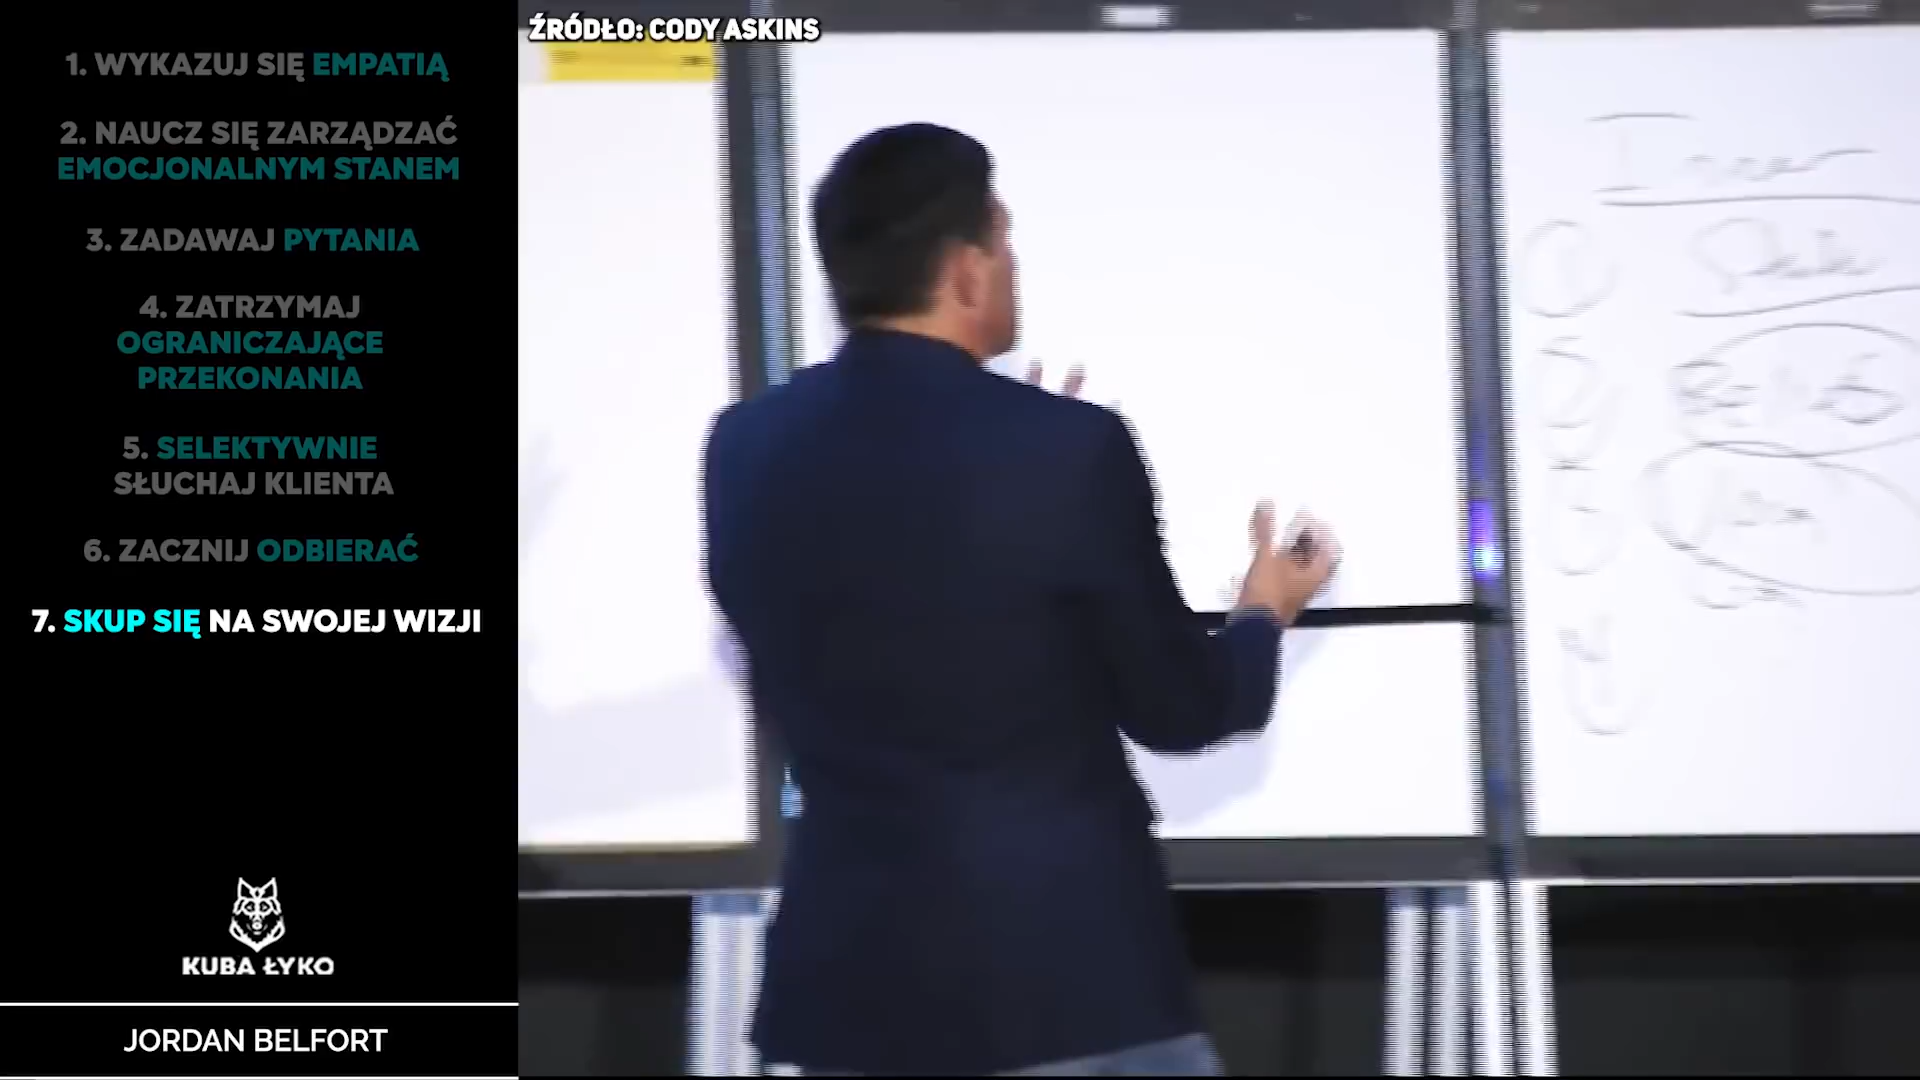 1. WYKAZUJ SIĘ EMPATIĄ
2. NAUCZ SIĘ ZARZĄDZAĆ
EMOCJONALNYM STANEM
3. ZADAWAJ PYTANIA
4. ZATRZYMAJ
OGRANICZAJĄCE
PRZEKONANIA
5. SELEKTYWNIE
SŁUCHAJ KLIENTA
6. ZACZNIJ ODBIERAĆ
7. SKUP SIĘ NA SWOJEJ WIZJI
KUBA ŁYKO
JORDAN BELFORT
ŹRÓDŁO: CODY ASKINS